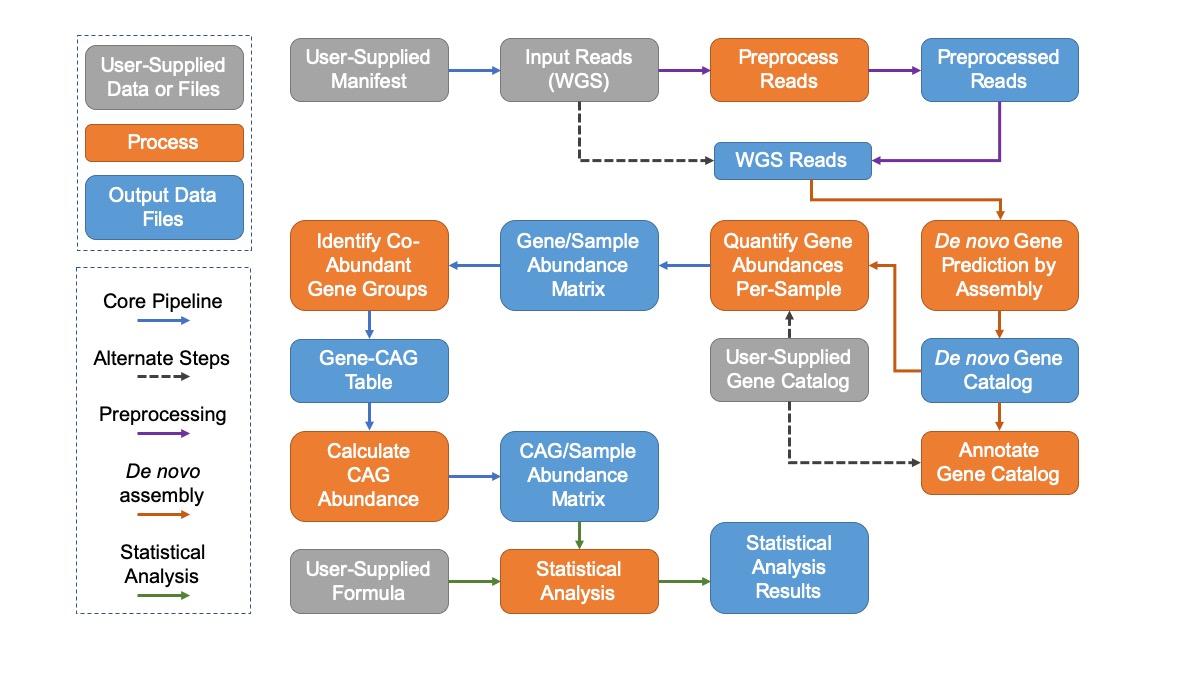 User-Supplied
Data or Files
Process
Output Data
Files
Core Pipeline
Alternate Steps
Preprocessing
De novo
assembly
Statistical
Analysis
User-Supplied
Manifest
Input Reads
(WGS)
Preprocess
Reads
Preprocessed
Reads
WGS Reads
Identify Co-
Abundant
Gene Groups
Gene/Sample
Abundance
Matrix
Quantify Gene
Abundances
Per-Sample
De novo Gene
Prediction by
Assembly
Gene-CAG
Table
User-Supplied
Gene Catalog
De novo Gene
Catalog
Calculate
CAG
Abundance
CAG/Sample
Abundance
Matrix
Annotate
Gene Catalog
User-Supplied
Formula
Statistical
Analysis
Statistical
Analysis
Results